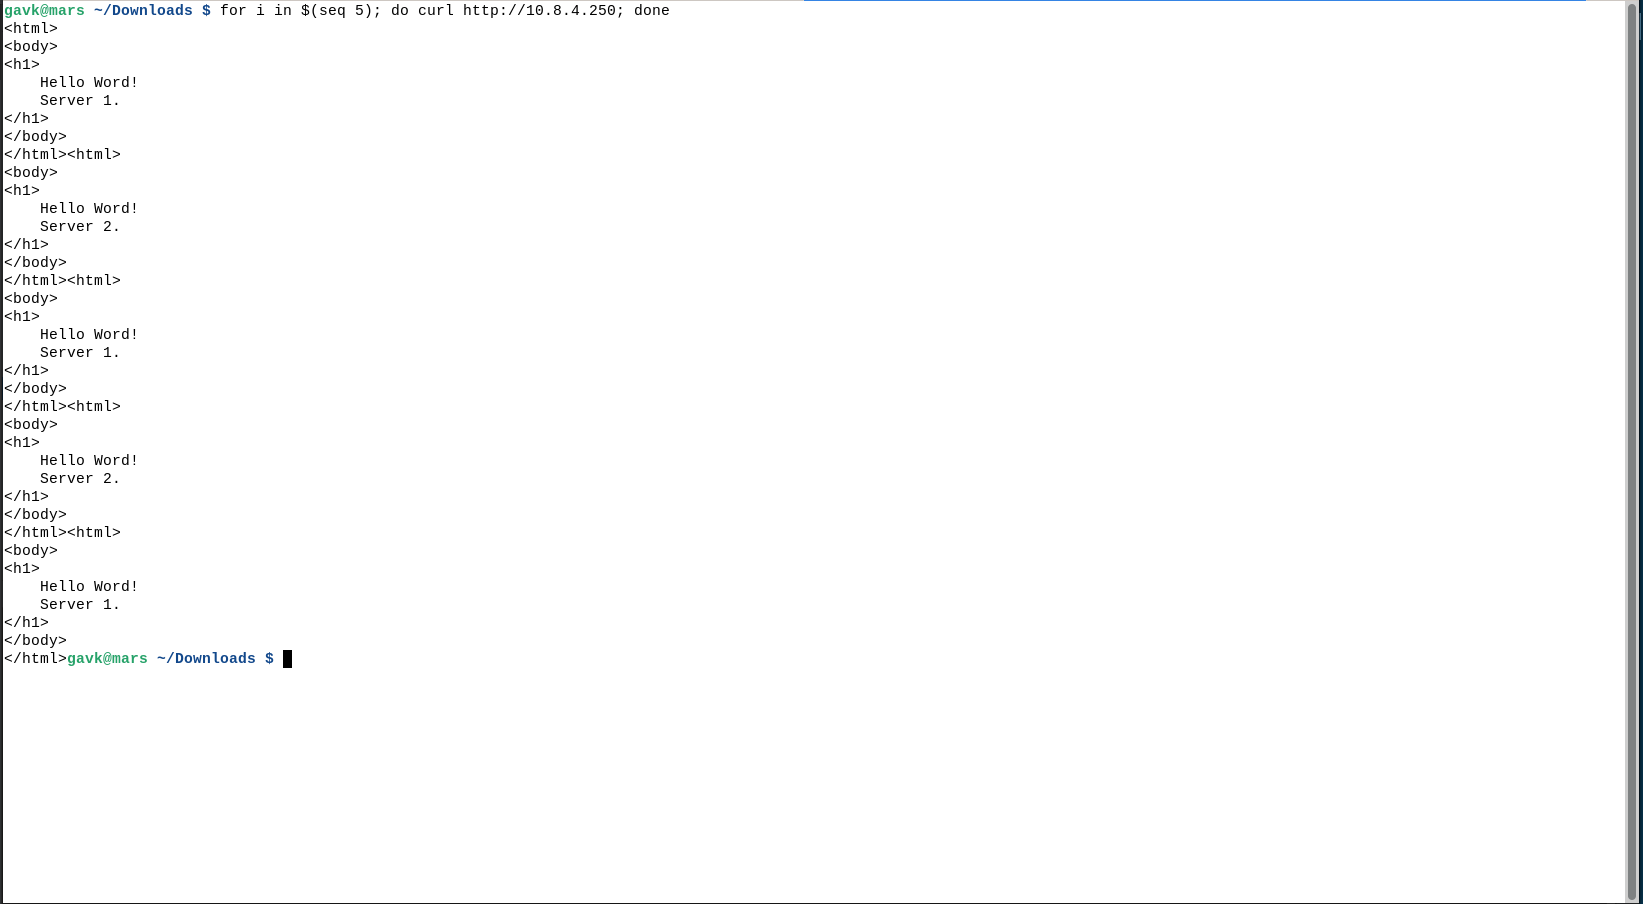 gavk@mars ~/Downloads $ for i in $(seq 5); do curl http://10.8.4.250; done
<html>
<body>
<h1>
    Hello Word!
    Server 1.
</h1>
</body>
</html><html>
<body>
<h1>
    Hello Word!
    Server 2.
</h1>
</body>
</html><html>
<body>
<h1>
    Hello Word!
    Server 1.
</h1>
</body>
</html><html>
<body>
<h1>
    Hello Word!
    Server 2.
</h1>
</body>
</html><html>
<body>
<h1>
    Hello Word!
    Server 1.
</h1>
</body>
</html>gavk@mars ~/Downloads $